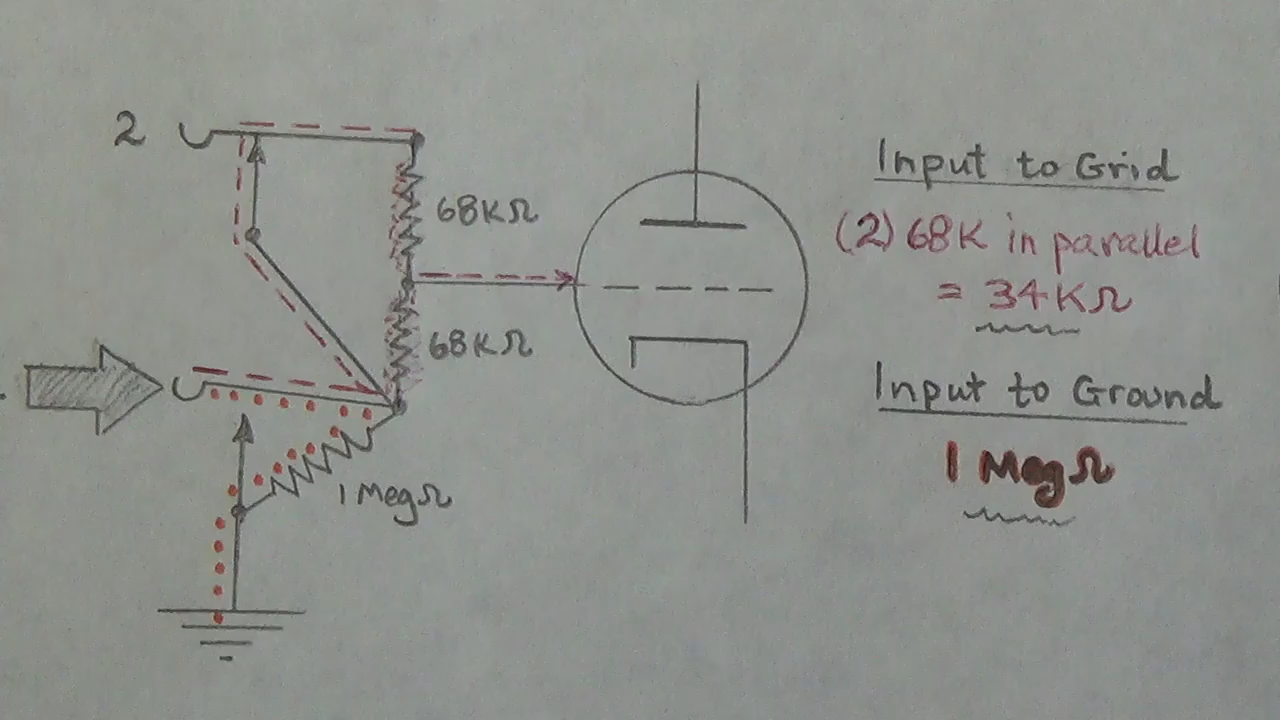 2
68KΩ
68KΩ
1 MegΩ
Input to Grid
(2) 68K in parallel
= 34KΩ
Input to Ground
1 MegΩ